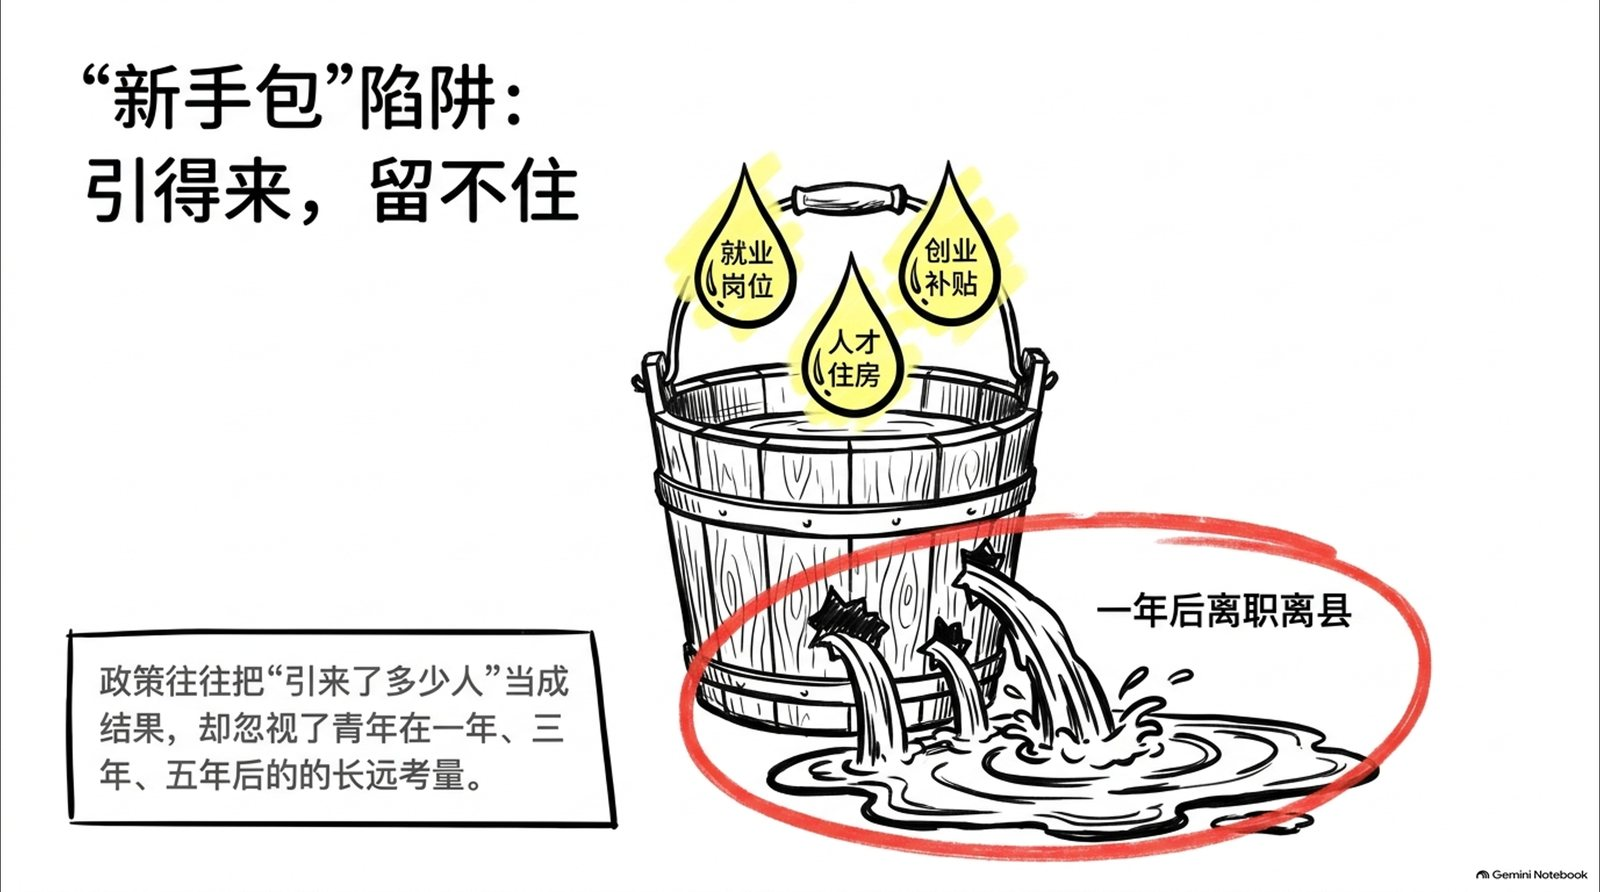 “新手包”陷阱：
引得来，留不住
就业
岗位
创业
补贴
人才
住房
一年后离职离县
政策往往把“引来了多少人”当成
结果，却忽视了青年在一年、三
年、五年后的的长远考量。
Gemini Notebook